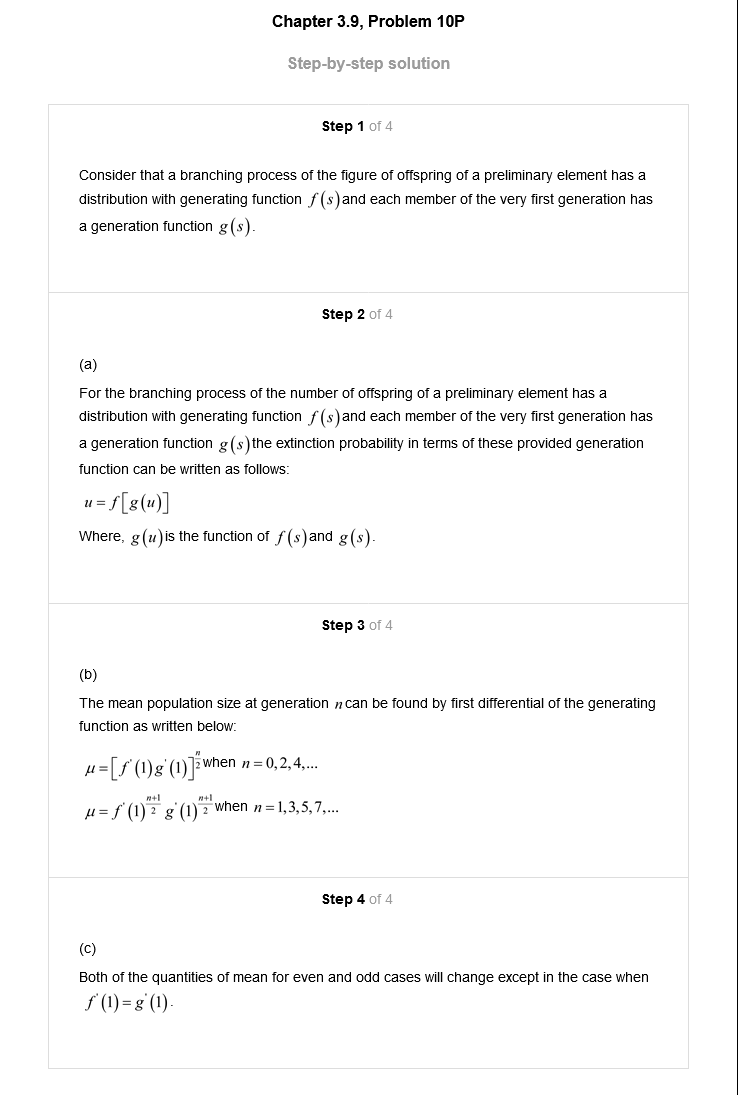 Chapter 3.9, Problem 10P
Step-by-step solution
Step 1 of 4
Consider that a branching process of the figure of offspring of a preliminary element has a
distribution with generating function f(s)and each member of the very first generation has
a generation function g(s).
Step 2 of 4
(a)
For the branching process of the number of offspring of a preliminary element has a
distribution with generating function f(s)and each member of the very first generation has
a generation function g(s)the extinction probability in terms of these provided generation
function can be written as follows:
u = f[g(u)]
Where, g(u)is the function of f(s)and g(s).
Step 3 of 4
(b)
The mean population size at generation n can be found by first differential of the generating
function as written below:
μ = [f'(1)g'(1)]^(n/2) when n = 0,2,4,...
μ = f'(1)^((n+1)/2) g'(1)^((n+1)/2) when n = 1,3,5,7,...
Step 4 of 4
(c)
Both of the quantities of mean for even and odd cases will change except in the case when
f'(1) = g'(1).